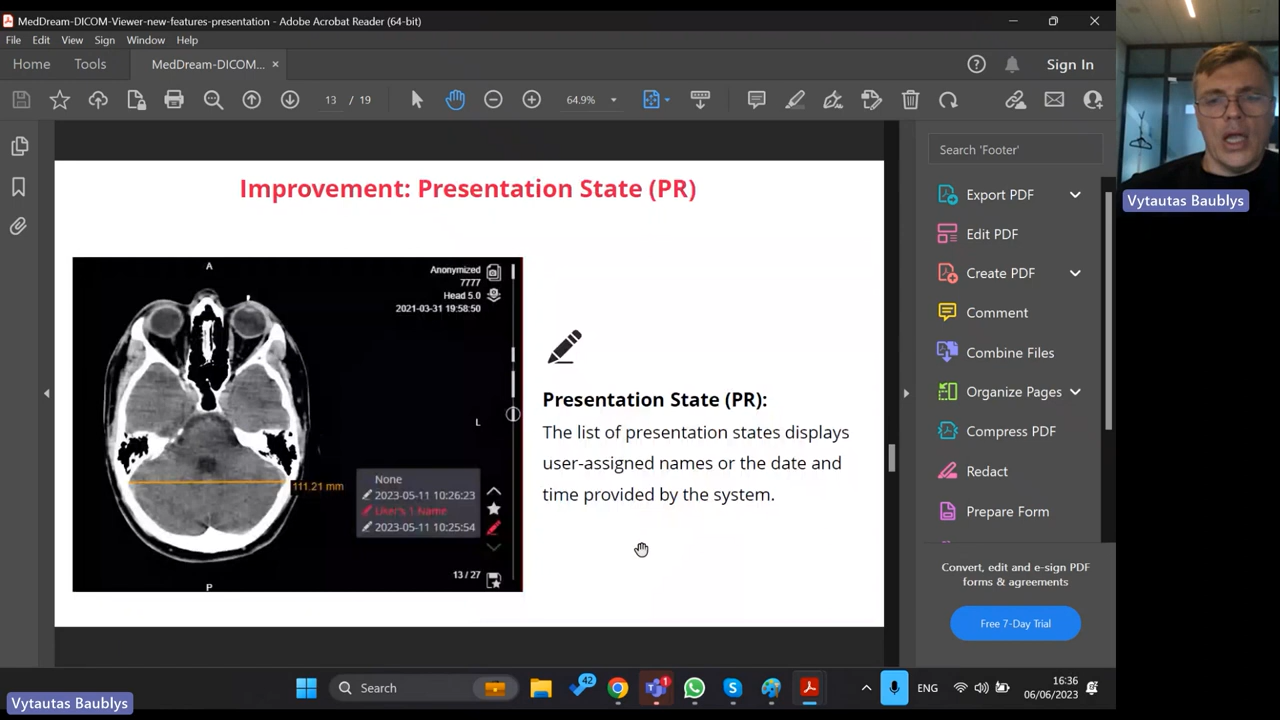 MedDream-DICOM-Viewer-new-features-presentation - Adobe Acrobat Reader (64-bit)
File Edit View Sign Window Help
Home Tools MedDream-DICOM... × Sign In
13 / 19 64.9%
Search 'Footer'
Export PDF
Edit PDF
Create PDF
Comment
Combine Files
Organize Pages
Compress PDF
Redact
Prepare Form
Convert, edit and e-sign PDF
forms & agreements
Free 7-Day Trial
Improvement: Presentation State (PR)
A
Anonymized
7777
Head 5.0
2021-03-31 19:58:50
L
111.21 mm
None
2023-05-11 10:26:23
User's 1 Name
2023-05-11 10:25:54
13 / 27
P
Presentation State (PR):
The list of presentation states displays
user-assigned names or the date and
time provided by the system.
Vytautas Baublys
Search
42
1
ENG
16:36
06/06/2023
Vytautas Baublys